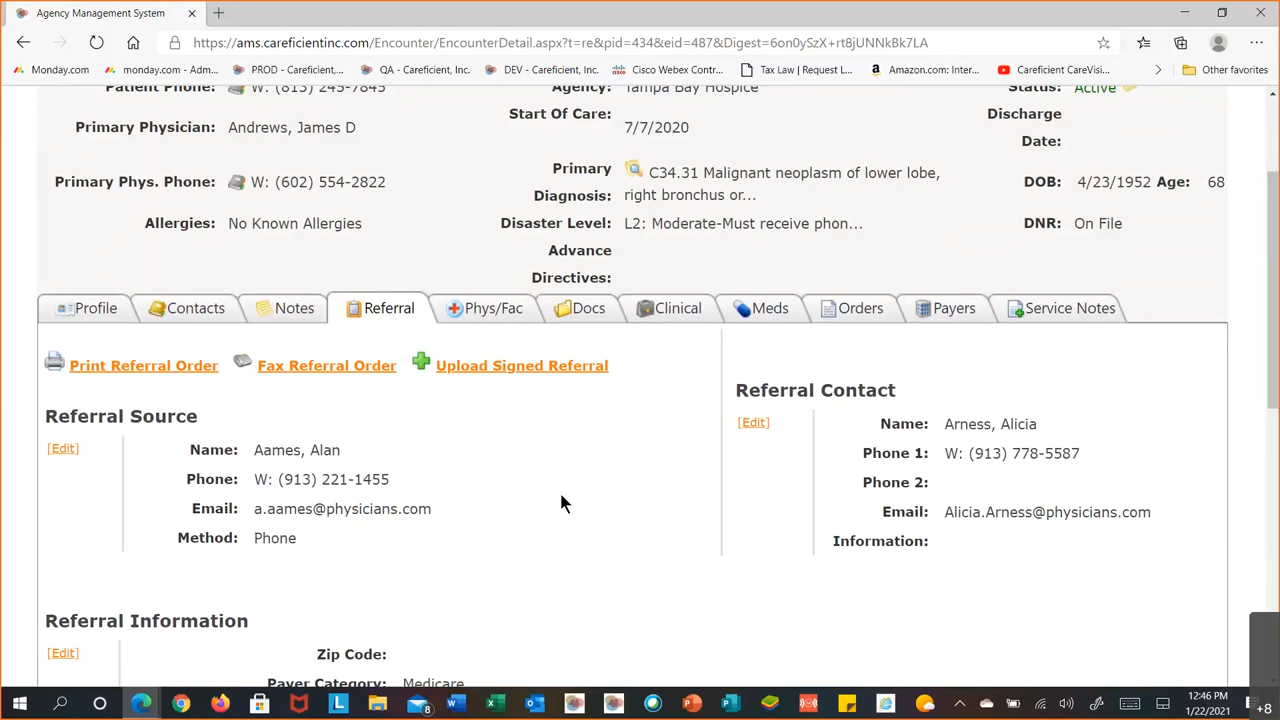 Agency Management System
https://ams.careficientinc.com/Encounter/EncounterDetail.aspx?t=re&pid=434&eid=487&Digest=6on0ySzX+rt8jUNNkBk7LA
Monday.com monday.com - Adm... PROD - Careficient,... QA - Careficient, Inc. DEV - Careficient, In... Cisco Webex Contr... Tax Law | Request L... Amazon.com: Inter... Careficient CareVisi... Other favorites
Patient Phone: W: (813) 245-7845 Agency: Tampa Bay Hospice Status: Active
Start Of Care: 7/7/2020 Discharge Date:
Primary Physician: Andrews, James D
Primary Phys. Phone: W: (602) 554-2822 Primary Diagnosis: C34.31 Malignant neoplasm of lower lobe, right bronchus or... DOB: 4/23/1952 Age: 68
Allergies: No Known Allergies Disaster Level: L2: Moderate-Must receive phon... DNR: On File
Advance Directives:
Profile Contacts Notes Referral Phys/Fac Docs Clinical Meds Orders Payers Service Notes
Print Referral Order Fax Referral Order Upload Signed Referral
Referral Source
[Edit]
Name: Aames, Alan
Phone: W: (913) 221-1455
Email: a.aames@physicians.com
Method: Phone
Referral Contact
[Edit]
Name: Arness, Alicia
Phone 1: W: (913) 778-5587
Phone 2:
Email: Alicia.Arness@physicians.com
Information:
Referral Information
[Edit]
Zip Code:
Payer Category: Medicare
8
12:46 PM
1/22/2021
+8